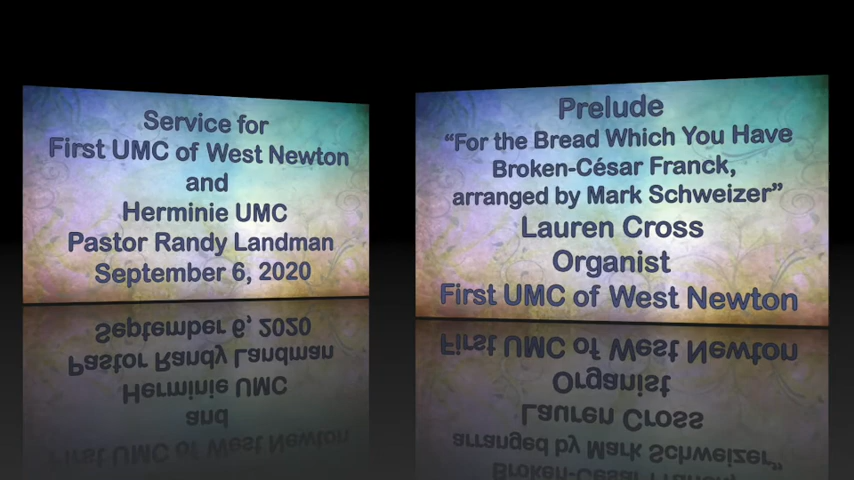 Service for
First UMC of West Newton
and
Herminie UMC
Pastor Randy Landman
September 6, 2020
Prelude
“For the Bread Which You Have
Broken-César Franck,
arranged by Mark Schweizer”
Lauren Cross
Organist
First UMC of West Newton